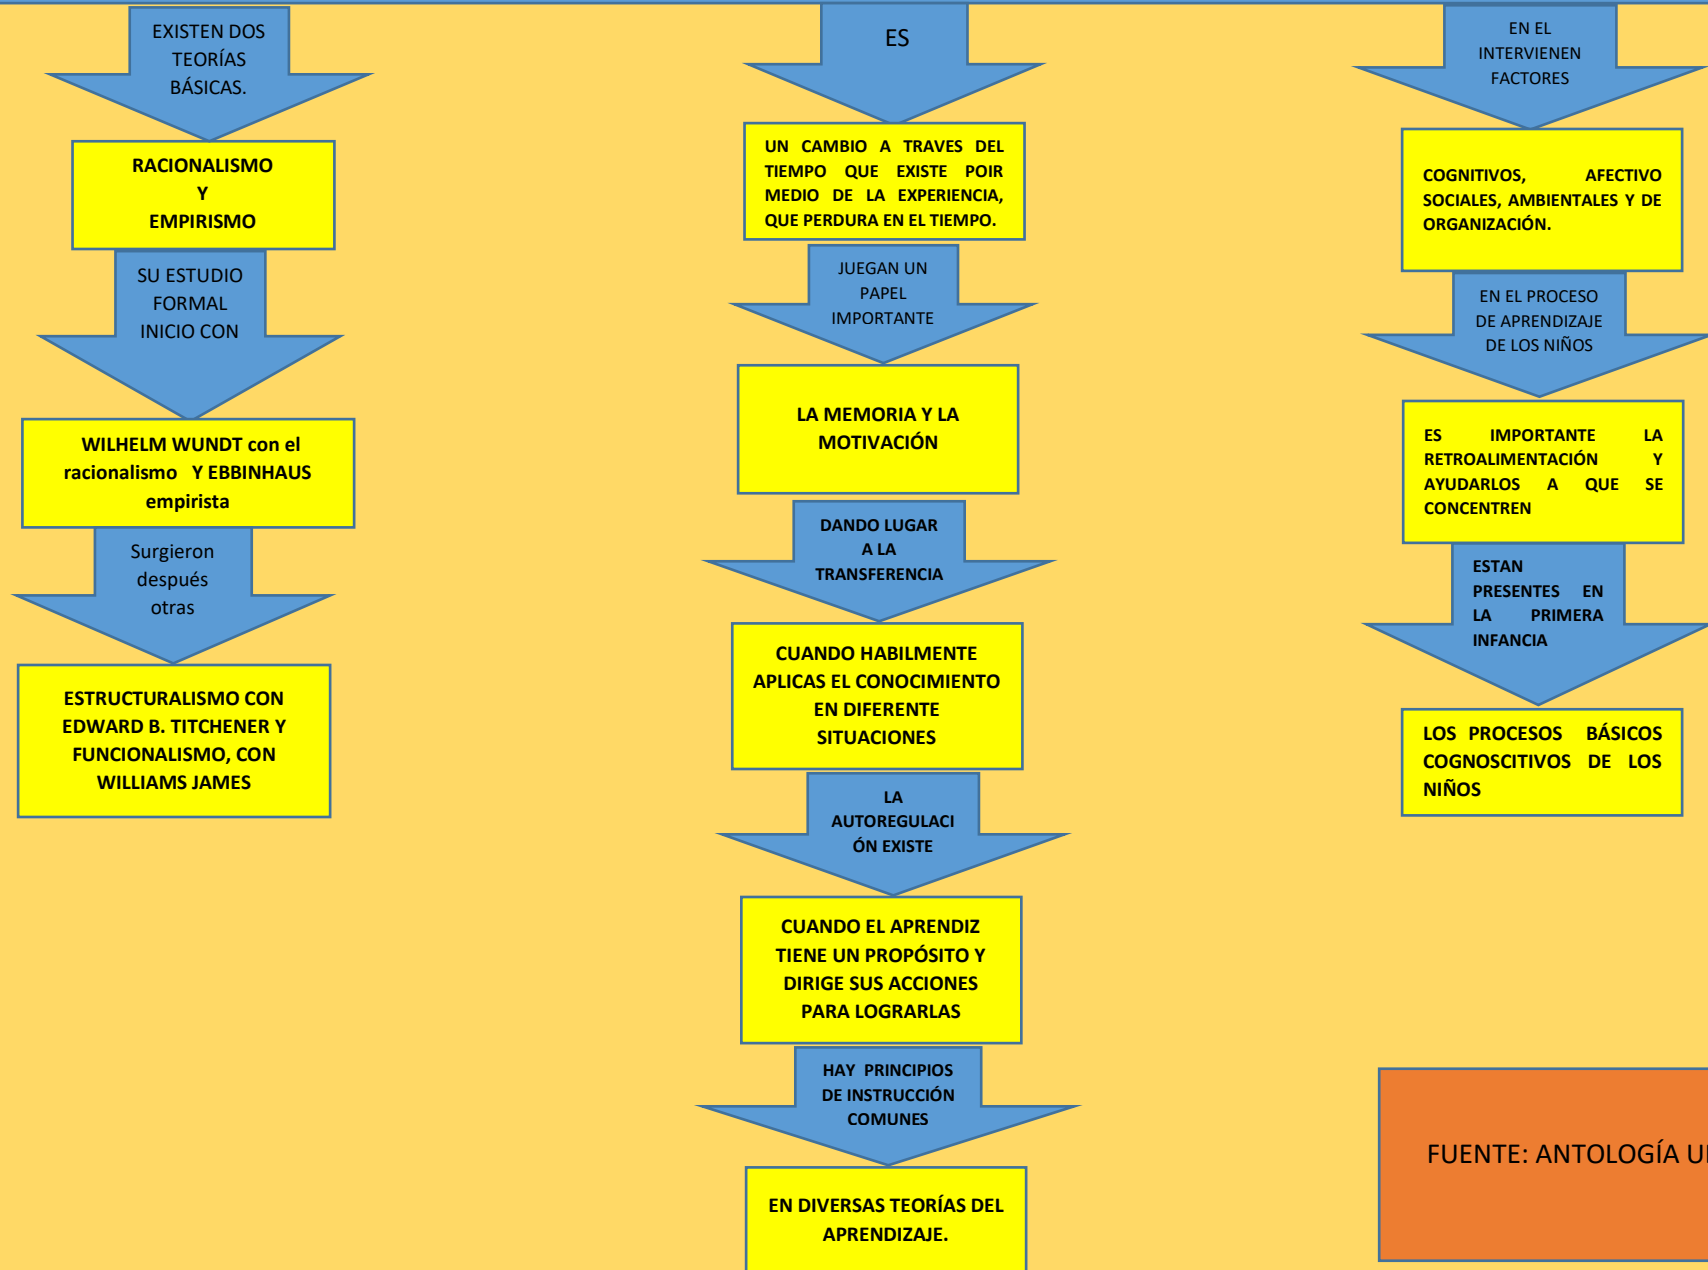 EXISTEN DOS
TEORÍAS
BÁSICAS.
RACIONALISMO
Y
EMPIRISMO
SU ESTUDIO
FORMAL
INICIO CON
WILHELM WUNDT con el
racionalismo Y EBBINHAUS
empirista
Surgieron
después
otras
ESTRUCTURALISMO CON
EDWARD B. TITCHENER Y
FUNCIONALISMO, CON
WILLIAMS JAMES
ES
UN CAMBIO A TRAVES DEL
TIEMPO QUE EXISTE POIR
MEDIO DE LA EXPERIENCIA,
QUE PERDURA EN EL TIEMPO.
JUEGAN UN
PAPEL
IMPORTANTE
LA MEMORIA Y LA
MOTIVACIÓN
DANDO LUGAR
A LA
TRANSFERENCIA
CUANDO HABILMENTE
APLICAS EL CONOCIMIENTO
EN DIFERENTE
SITUACIONES
LA
AUTOREGULACI
ÓN EXISTE
CUANDO EL APRENDIZ
TIENE UN PROPÓSITO Y
DIRIGE SUS ACCIONES
PARA LOGRARLAS
HAY PRINCIPIOS
DE INSTRUCCIÓN
COMUNES
EN DIVERSAS TEORÍAS DEL
APRENDIZAJE.
EN EL
INTERVIENEN
FACTORES
COGNITIVOS, AFECTIVO
SOCIALES, AMBIENTALES Y DE
ORGANIZACIÓN.
EN EL PROCESO
DE APRENDIZAJE
DE LOS NIÑOS
ES IMPORTANTE LA
RETROALIMENTACIÓN Y
AYUDARLOS A QUE SE
CONCENTREN
ESTAN
PRESENTES EN
LA PRIMERA
INFANCIA
LOS PROCESOS BÁSICOS
COGNOSCITIVOS DE LOS
NIÑOS
FUENTE: ANTOLOGÍA